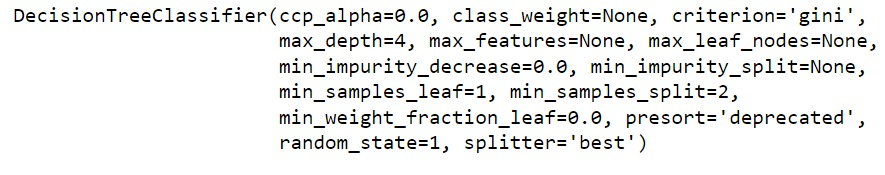 DecisionTreeClassifier(ccp_alpha=0.0, class_weight=None, criterion='gini',
max_depth=4, max_features=None, max_leaf_nodes=None,
min_impurity_decrease=0.0, min_impurity_split=None,
min_samples_leaf=1, min_samples_split=2,
min_weight_fraction_leaf=0.0, presort='deprecated',
random_state=1, splitter='best')